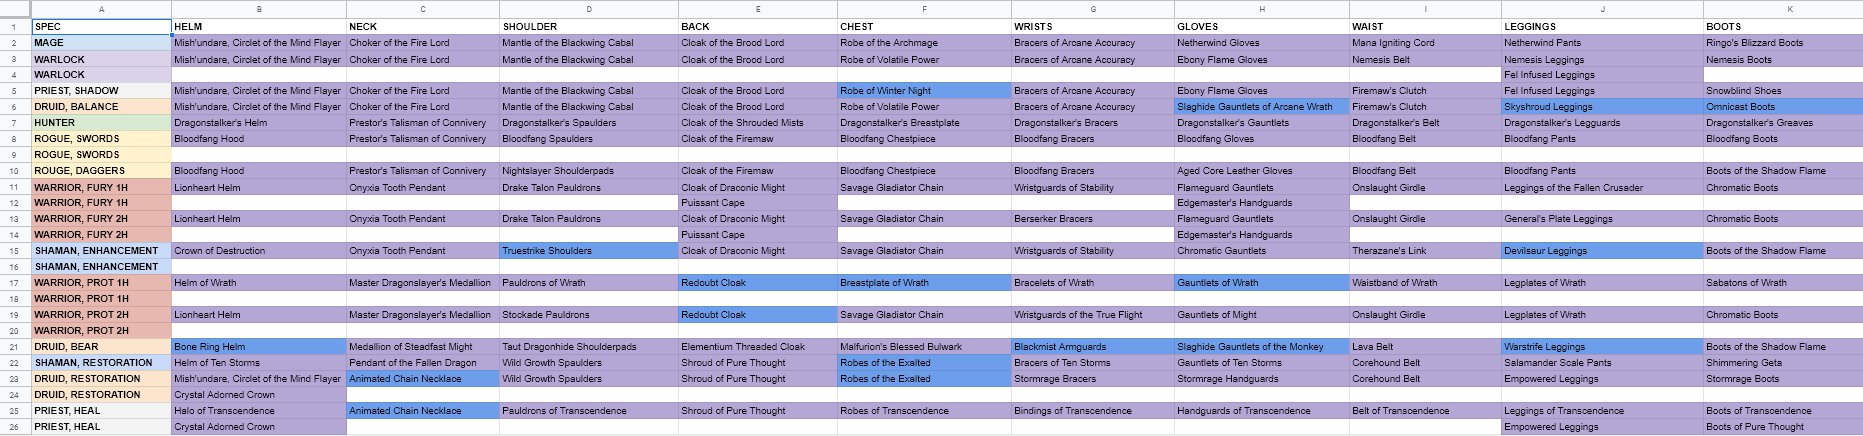 A B C D E F G H I J K
1 SPEC HELM NECK SHOULDER BACK CHEST WRISTS GLOVES WAIST LEGGINGS BOOTS
2 MAGE Mish'undare, Circlet of the Mind Flayer Choker of the Fire Lord Mantle of the Blackwing Cabal Cloak of the Brood Lord Robe of the Archmage Bracers of Arcane Accuracy Netherwind Gloves Mana Igniting Cord Netherwind Pants Ringo's Blizzard Boots
3 WARLOCK Mish'undare, Circlet of the Mind Flayer Choker of the Fire Lord Mantle of the Blackwing Cabal Cloak of the Brood Lord Robe of Volatile Power Bracers of Arcane Accuracy Ebony Flame Gloves Nemesis Belt Nemesis Leggings Nemesis Boots
4 WARLOCK Fel Infused Leggings
5 PRIEST, SHADOW Mish'undare, Circlet of the Mind Flayer Choker of the Fire Lord Mantle of the Blackwing Cabal Cloak of the Brood Lord Robe of Winter Night Bracers of Arcane Accuracy Ebony Flame Gloves Firemaw's Clutch Fel Infused Leggings Snowblind Shoes
6 DRUID, BALANCE Mish'undare, Circlet of the Mind Flayer Choker of the Fire Lord Mantle of the Blackwing Cabal Cloak of the Brood Lord Robe of Volatile Power Bracers of Arcane Accuracy Slaghide Gauntlets of Arcane Wrath Firemaw's Clutch Skyshroud Leggings Omnicast Boots
7 HUNTER Dragonstalker's Helm Prestor's Talisman of Connivery Dragonstalker's Spaulders Cloak of the Shrouded Mists Dragonstalker's Breastplate Dragonstalker's Bracers Dragonstalker's Gauntlets Dragonstalker's Belt Dragonstalker's Legguards Dragonstalker's Greaves
8 ROGUE, SWORDS Bloodfang Hood Prestor's Talisman of Connivery Bloodfang Spaulders Cloak of the Firemaw Bloodfang Chestpiece Bloodfang Bracers Bloodfang Gloves Bloodfang Belt Bloodfang Pants Bloodfang Boots
9 ROGUE, SWORDS
10 ROUGE, DAGGERS Bloodfang Hood Prestor's Talisman of Connivery Nightslayer Shoulderpads Cloak of the Firemaw Bloodfang Chestpiece Bloodfang Bracers Aged Core Leather Gloves Bloodfang Belt Bloodfang Pants Boots of the Shadow Flame
11 WARRIOR, FURY 1H Lionheart Helm Onyxia Tooth Pendant Drake Talon Pauldrons Cloak of Draconic Might Savage Gladiator Chain Wristguards of Stability Flameguard Gauntlets Onslaught Girdle Leggings of the Fallen Crusader Chromatic Boots
12 WARRIOR, FURY 1H Puissant Cape Edgemaster's Handguards
13 WARRIOR, FURY 2H Lionheart Helm Onyxia Tooth Pendant Drake Talon Pauldrons Cloak of Draconic Might Savage Gladiator Chain Berserker Bracers Flameguard Gauntlets Onslaught Girdle General's Plate Leggings Chromatic Boots
14 WARRIOR, FURY 2H Puissant Cape Edgemaster's Handguards
15 SHAMAN, ENHANCEMENT Crown of Destruction Onyxia Tooth Pendant Truestrike Shoulders Cloak of Draconic Might Savage Gladiator Chain Wristguards of Stability Chromatic Gauntlets Therazane's Link Devilsaur Leggings Boots of the Shadow Flame
16 SHAMAN, ENHANCEMENT
17 WARRIOR, PROT 1H Helm of Wrath Master Dragonslayer's Medallion Pauldrons of Wrath Redoubt Cloak Breastplate of Wrath Bracelets of Wrath Gauntlets of Wrath Waistband of Wrath Legplates of Wrath Sabatons of Wrath
18 WARRIOR, PROT 1H
19 WARRIOR, PROT 2H Lionheart Helm Master Dragonslayer's Medallion Stockade Pauldrons Redoubt Cloak Savage Gladiator Chain Wristguards of the True Flight Gauntlets of Might Onslaught Girdle Legplates of Wrath Chromatic Boots
20 WARRIOR, PROT 2H
21 DRUID, BEAR Bone Ring Helm Medallion of Steadfast Might Taut Dragonhide Shoulderpads Elementium Threaded Cloak Malfurion's Blessed Bulwark Blackmist Armguards Slaghide Gauntlets of the Monkey Lava Belt Warstrife Leggings Boots of the Shadow Flame
22 SHAMAN, RESTORATION Helm of Ten Storms Pendant of the Fallen Dragon Wild Growth Spaulders Shroud of Pure Thought Robes of the Exalted Bracers of Ten Storms Gauntlets of Ten Storms Corehound Belt Salamander Scale Pants Shimmering Geta
23 DRUID, RESTORATION Mish'undare, Circlet of the Mind Flayer Animated Chain Necklace Wild Growth Spaulders Shroud of Pure Thought Robes of the Exalted Stormrage Bracers Stormrage Handguards Corehound Belt Empowered Leggings Stormrage Boots
24 DRUID, RESTORATION Crystal Adorned Crown
25 PRIEST, HEAL Halo of Transcendence Animated Chain Necklace Pauldrons of Transcendence Shroud of Pure Thought Robes of Transcendence Bindings of Transcendence Handguards of Transcendence Belt of Transcendence Leggings of Transcendence Boots of Transcendence
26 PRIEST, HEAL Crystal Adorned Crown Empowered Leggings Boots of Pure Thought